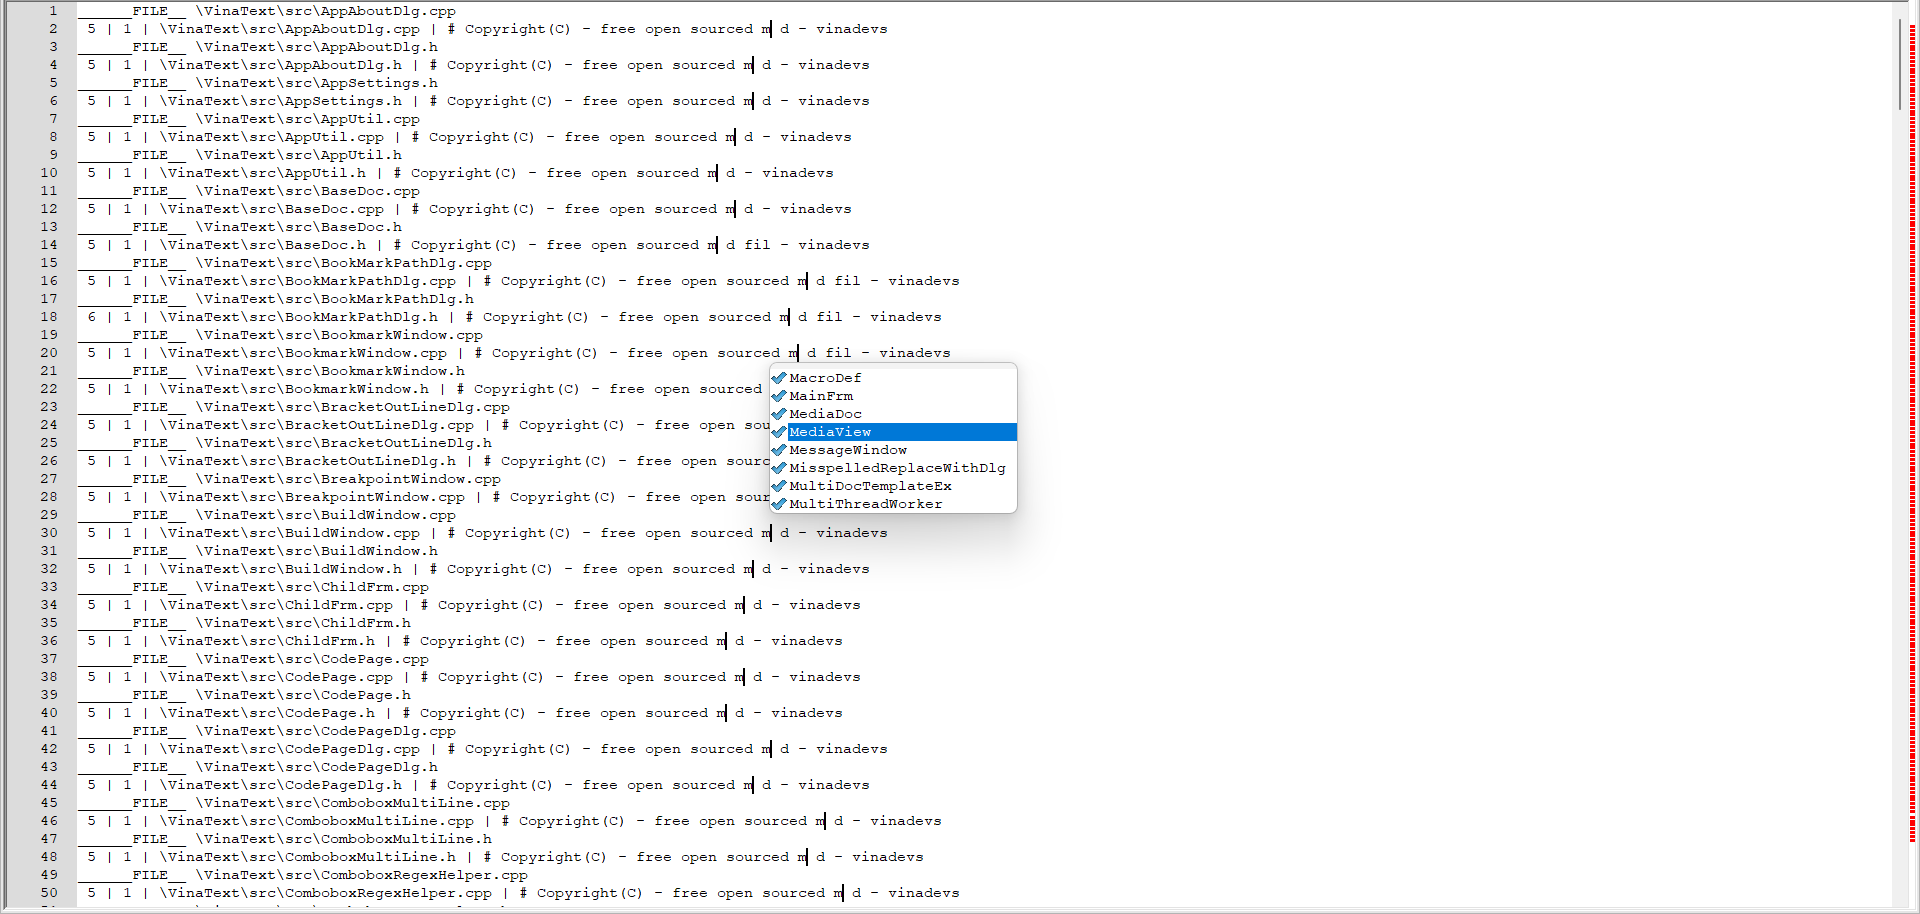 1 ______FILE__ \VinaText\src\AppAboutDlg.cpp
2 5 | 1 | \VinaText\src\AppAboutDlg.cpp | # Copyright(C) - free open sourced m d - vinadevs
3 ______FILE__ \VinaText\src\AppAboutDlg.h
4 5 | 1 | \VinaText\src\AppAboutDlg.h | # Copyright(C) - free open sourced m d - vinadevs
5 ______FILE__ \VinaText\src\AppSettings.h
6 5 | 1 | \VinaText\src\AppSettings.h | # Copyright(C) - free open sourced m d - vinadevs
7 ______FILE__ \VinaText\src\AppUtil.cpp
8 5 | 1 | \VinaText\src\AppUtil.cpp | # Copyright(C) - free open sourced m d - vinadevs
9 ______FILE__ \VinaText\src\AppUtil.h
10 5 | 1 | \VinaText\src\AppUtil.h | # Copyright(C) - free open sourced m d - vinadevs
11 ______FILE__ \VinaText\src\BaseDoc.cpp
12 5 | 1 | \VinaText\src\BaseDoc.cpp | # Copyright(C) - free open sourced m d - vinadevs
13 ______FILE__ \VinaText\src\BaseDoc.h
14 5 | 1 | \VinaText\src\BaseDoc.h | # Copyright(C) - free open sourced m d fil - vinadevs
15 ______FILE__ \VinaText\src\BookMarkPathDlg.cpp
16 5 | 1 | \VinaText\src\BookMarkPathDlg.cpp | # Copyright(C) - free open sourced m d fil - vinadevs
17 ______FILE__ \VinaText\src\BookMarkPathDlg.h
18 6 | 1 | \VinaText\src\BookMarkPathDlg.h | # Copyright(C) - free open sourced m d fil - vinadevs
19 ______FILE__ \VinaText\src\BookmarkWindow.cpp
20 5 | 1 | \VinaText\src\BookmarkWindow.cpp | # Copyright(C) - free open sourced m d fil - vinadevs
21 ______FILE__ \VinaText\src\BookmarkWindow.h
22 5 | 1 | \VinaText\src\BookmarkWindow.h | # Copyright(C) - free open sourced
23 ______FILE__ \VinaText\src\BracketOutLineDlg.cpp
24 5 | 1 | \VinaText\src\BracketOutLineDlg.cpp | # Copyright(C) - free open sou
25 ______FILE__ \VinaText\src\BracketOutLineDlg.h
26 5 | 1 | \VinaText\src\BracketOutLineDlg.h | # Copyright(C) - free open sourc
27 ______FILE__ \VinaText\src\BreakpointWindow.cpp
28 5 | 1 | \VinaText\src\BreakpointWindow.cpp | # Copyright(C) - free open sour
29 ______FILE__ \VinaText\src\BuildWindow.cpp
30 5 | 1 | \VinaText\src\BuildWindow.cpp | # Copyright(C) - free open sourced m d - vinadevs
31 ______FILE__ \VinaText\src\BuildWindow.h
32 5 | 1 | \VinaText\src\BuildWindow.h | # Copyright(C) - free open sourced m d - vinadevs
33 ______FILE__ \VinaText\src\ChildFrm.cpp
34 5 | 1 | \VinaText\src\ChildFrm.cpp | # Copyright(C) - free open sourced m d - vinadevs
35 ______FILE__ \VinaText\src\ChildFrm.h
36 5 | 1 | \VinaText\src\ChildFrm.h | # Copyright(C) - free open sourced m d - vinadevs
37 ______FILE__ \VinaText\src\CodePage.cpp
38 5 | 1 | \VinaText\src\CodePage.cpp | # Copyright(C) - free open sourced m d - vinadevs
39 ______FILE__ \VinaText\src\CodePage.h
40 5 | 1 | \VinaText\src\CodePage.h | # Copyright(C) - free open sourced m d - vinadevs
41 ______FILE__ \VinaText\src\CodePageDlg.cpp
42 5 | 1 | \VinaText\src\CodePageDlg.cpp | # Copyright(C) - free open sourced m d - vinadevs
43 ______FILE__ \VinaText\src\CodePageDlg.h
44 5 | 1 | \VinaText\src\CodePageDlg.h | # Copyright(C) - free open sourced m d - vinadevs
45 ______FILE__ \VinaText\src\ComboboxMultiLine.cpp
46 5 | 1 | \VinaText\src\ComboboxMultiLine.cpp | # Copyright(C) - free open sourced m d - vinadevs
47 ______FILE__ \VinaText\src\ComboboxMultiLine.h
48 5 | 1 | \VinaText\src\ComboboxMultiLine.h | # Copyright(C) - free open sourced m d - vinadevs
49 ______FILE__ \VinaText\src\ComboboxRegexHelper.cpp
50 5 | 1 | \VinaText\src\ComboboxRegexHelper.cpp | # Copyright(C) - free open sourced m d - vinadevs
MacroDef
MainFrm
MediaDoc
MediaView
MessageWindow
MisspelledReplaceWithDlg
MultiDocTemplateEx
MultiThreadWorker